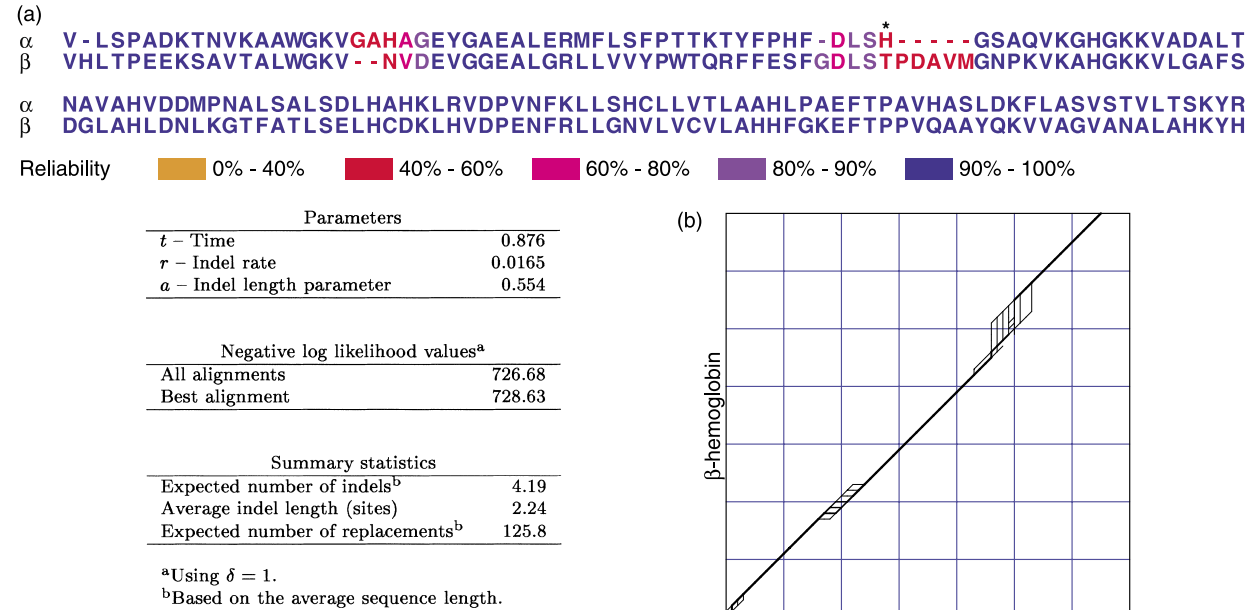 (a)
*
α V-LSPADKTNVKAAWGKVGAHAGEYGAEALERMFLSFPTTKTYFPHF-DLSH-----GSAQVKGHGKKVADALT
β VHLTPEEKSAVTALWGKV--NVDEVGGEALGRLLVVYPWTQRFFESFGDLSTPDAVMGNPKVKAHGKKVLGAFS
α NAVAHVDDMPNALSALSDLHAHKLRVDPVNFKLLSHCLLVTLAAHLPAEFTPAVHASLDKFLASVSTVLTSKYR
β DGLAHLDNLKGTFATLSELHCDKLHVDPENFRLLGNVLVCVLAHHFGKEFTPPVQAAYQKVVAGVANALAHKYH
Reliability 0% - 40% 40% - 60% 60% - 80% 80% - 90% 90% - 100%
Parameters
t – Time 0.876
r – Indel rate 0.0165
a – Indel length parameter 0.554
Negative log likelihood values^a
All alignments 726.68
Best alignment 728.63
Summary statistics
Expected number of indels^b 4.19
Average indel length (sites) 2.24
Expected number of replacements^b 125.8
^aUsing δ = 1.
^bBased on the average sequence length.
(b)
β-hemoglobin